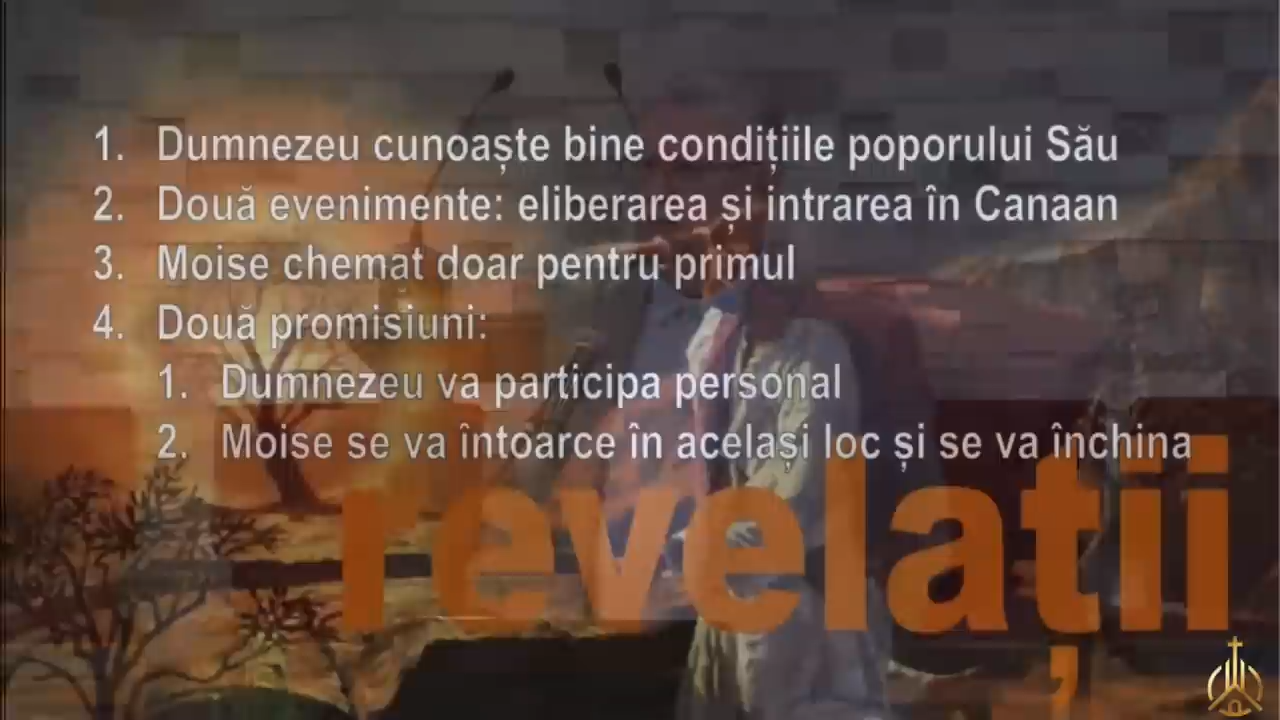 1. Dumnezeu cunoaște bine condițiile poporului Său
2. Două evenimente: eliberarea și intrarea în Canaan
3. Moise chemat doar pentru primul
4. Două promisiuni:
1. Dumnezeu va participa personal
2. Moise se va întoarce în același loc și se va închina
revelații